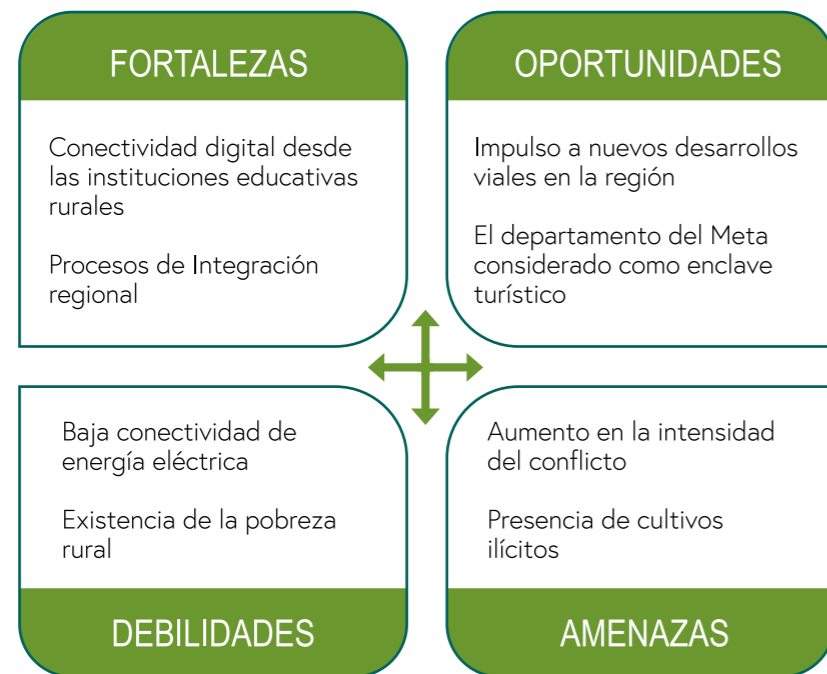 FORTALEZAS
Conectividad digital desde
las instituciones educativas
rurales
Procesos de Integración
regional
OPORTUNIDADES
Impulso a nuevos desarrollos
viales en la región
El departamento del Meta
considerado como enclave
turístico
Baja conectividad de
energía eléctrica
Existencia de la pobreza
rural
DEBILIDADES
Aumento en la intensidad
del conflicto
Presencia de cultivos
ilícitos
AMENAZAS